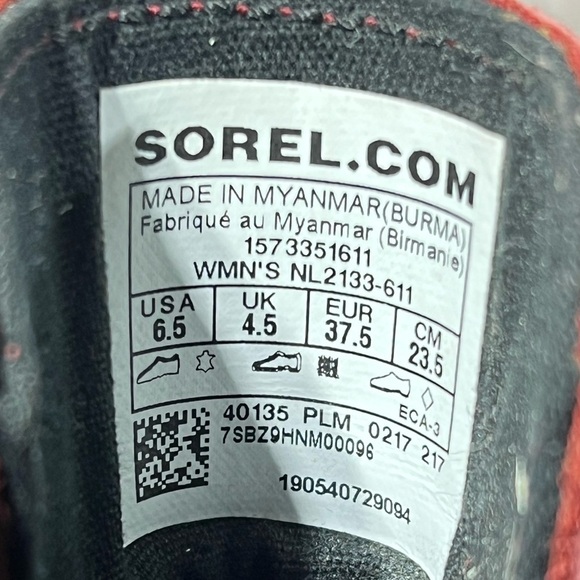 SOREL.COM
MADE IN MYANMAR(BURMA)
Fabriqué au Myanmar (Birmanie)
1573351611
WMN'S NL2133-611
USA UK EUR CM
6.5 4.5 37.5 23.5
ECA-3
40135 PLM 0217 217
7SBZ9HNM00096
190540729094